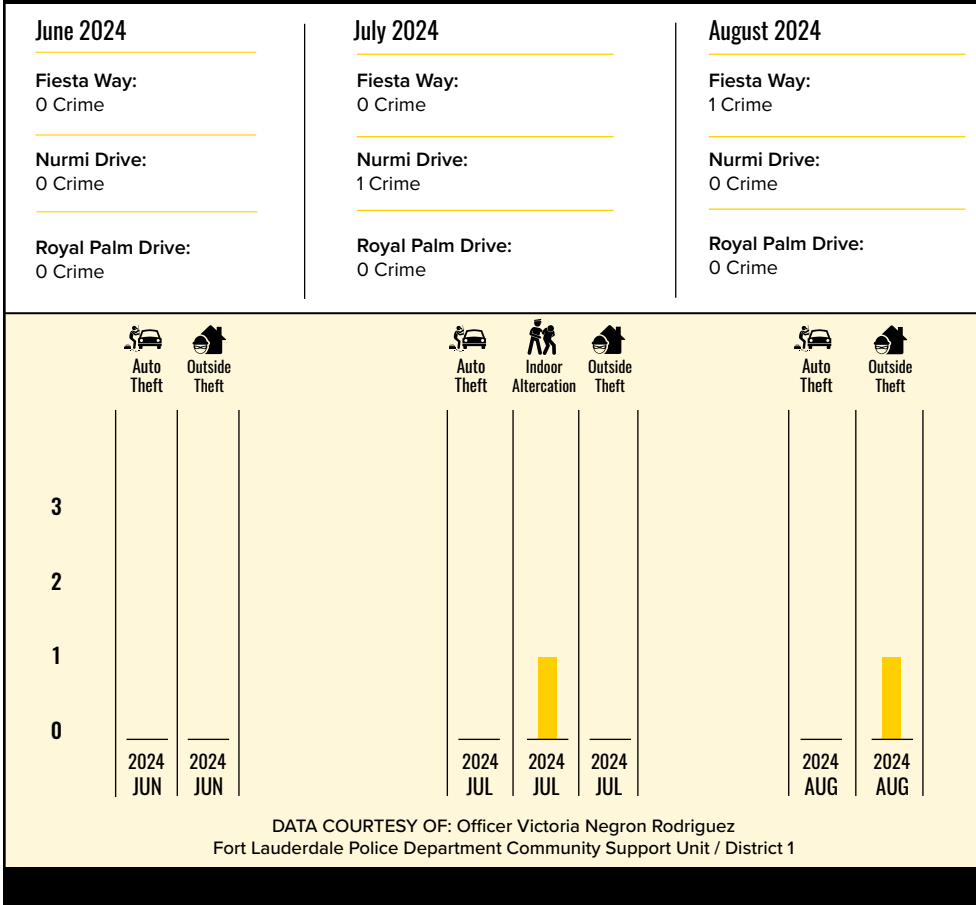 June 2024
Fiesta Way:
0 Crime
Nurmi Drive:
0 Crime
Royal Palm Drive:
0 Crime
July 2024
Fiesta Way:
0 Crime
Nurmi Drive:
1 Crime
Royal Palm Drive:
0 Crime
August 2024
Fiesta Way:
1 Crime
Nurmi Drive:
0 Crime
Royal Palm Drive:
0 Crime
Auto
Theft
Outside
Theft
Auto
Theft
Indoor
Altercation
Outside
Theft
Auto
Theft
Outside
Theft
3
2
1
0
2024
JUN
2024
JUN
2024
JUL
2024
JUL
2024
JUL
2024
AUG
2024
AUG
DATA COURTESY OF: Officer Victoria Negron Rodriguez
Fort Lauderdale Police Department Community Support Unit / District 1